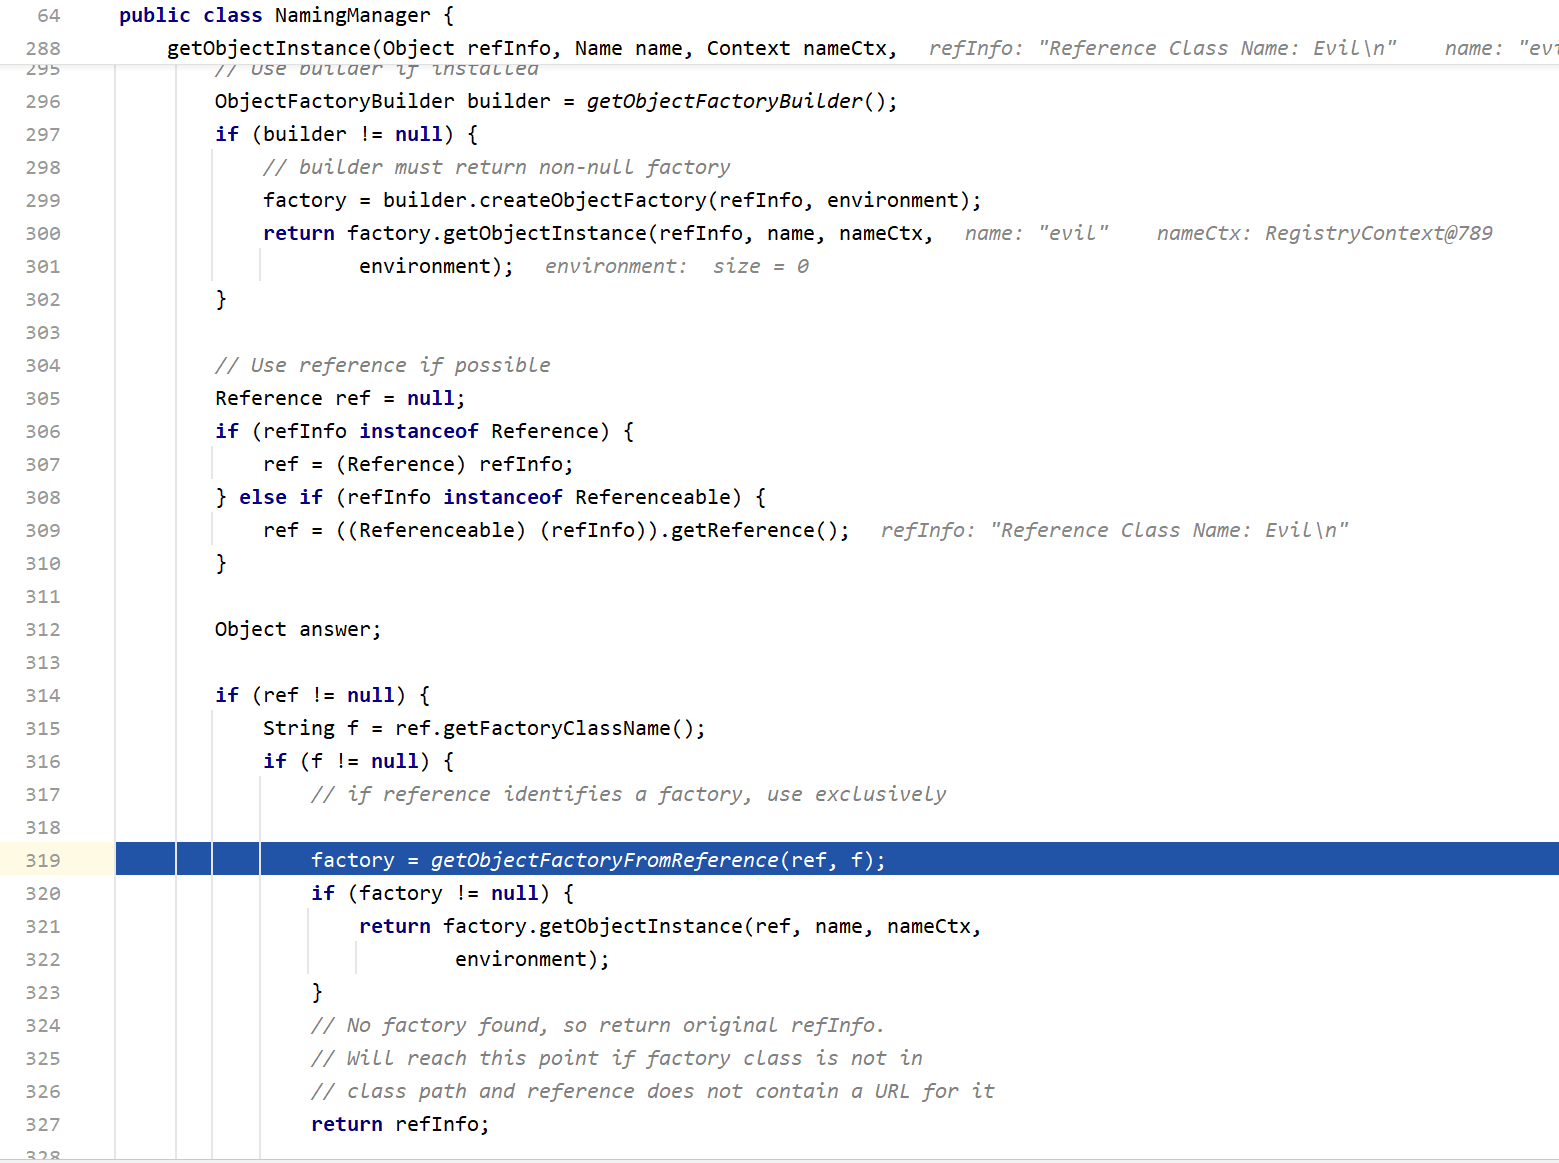 64 public class NamingManager {
288 getObjectInstance(Object refInfo, Name name, Context nameCtx, refInfo: "Reference Class Name: Evil\n" name: "evi
295 // Use builder if installed
296 ObjectFactoryBuilder builder = getObjectFactoryBuilder();
297 if (builder != null) {
298 // builder must return non-null factory
299 factory = builder.createObjectFactory(refInfo, environment);
300 return factory.getObjectInstance(refInfo, name, nameCtx, name: "evil" nameCtx: RegistryContext@789
301 environment); environment: size = 0
302 }
303
304 // Use reference if possible
305 Reference ref = null;
306 if (refInfo instanceof Reference) {
307 ref = (Reference) refInfo;
308 } else if (refInfo instanceof Referenceable) {
309 ref = ((Referenceable) (refInfo)).getReference(); refInfo: "Reference Class Name: Evil\n"
310 }
311
312 Object answer;
313
314 if (ref != null) {
315 String f = ref.getFactoryClassName();
316 if (f != null) {
317 // if reference identifies a factory, use exclusively
318
319 factory = getObjectFactoryFromReference(ref, f);
320 if (factory != null) {
321 return factory.getObjectInstance(ref, name, nameCtx,
322 environment);
323 }
324 // No factory found, so return original refInfo.
325 // Will reach this point if factory class is not in
326 // class path and reference does not contain a URL for it
327 return refInfo;
328